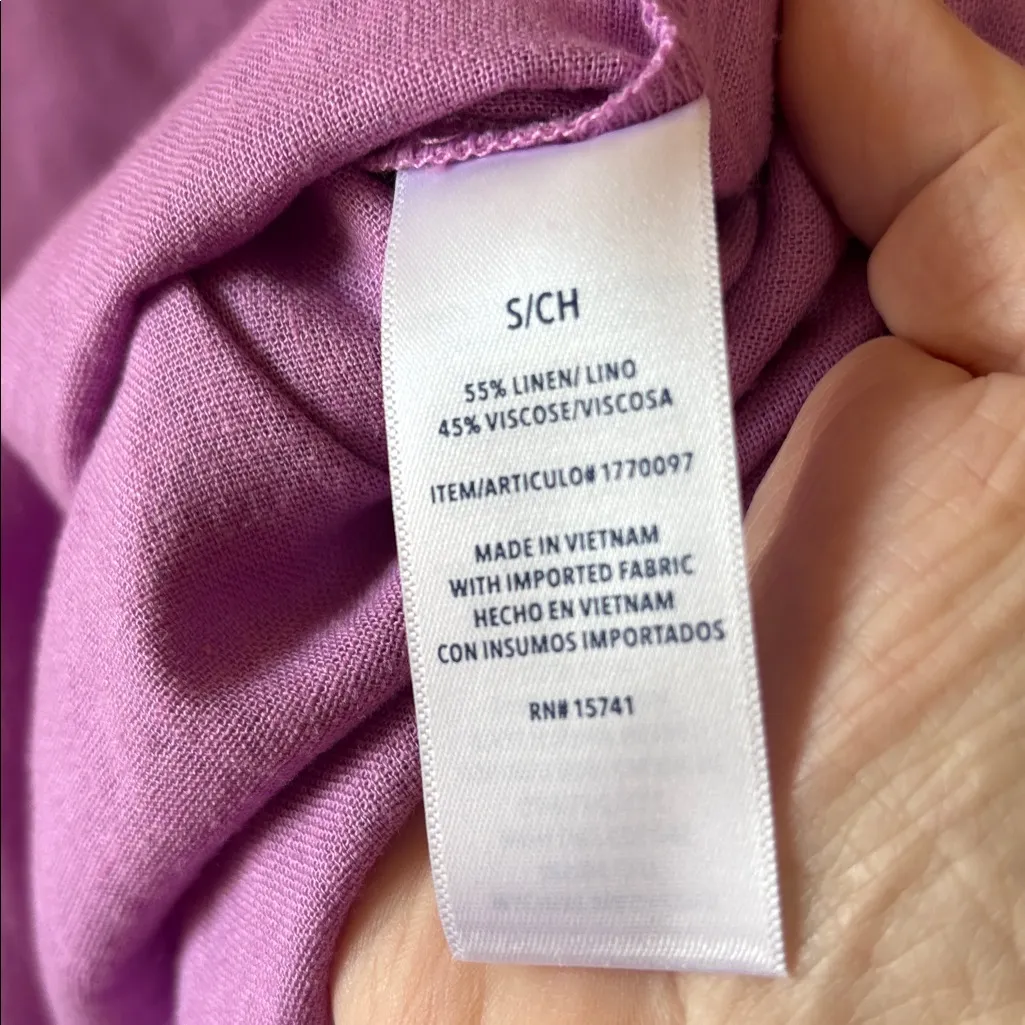 S/CH
55% LINEN/ LINO
45% VISCOSE/VISCOSA
ITEM/ARTICULO# 1770097
MADE IN VIETNAM
WITH IMPORTED FABRIC
HECHO EN VIETNAM
CON INSUMOS IMPORTADOS
RN# 15741